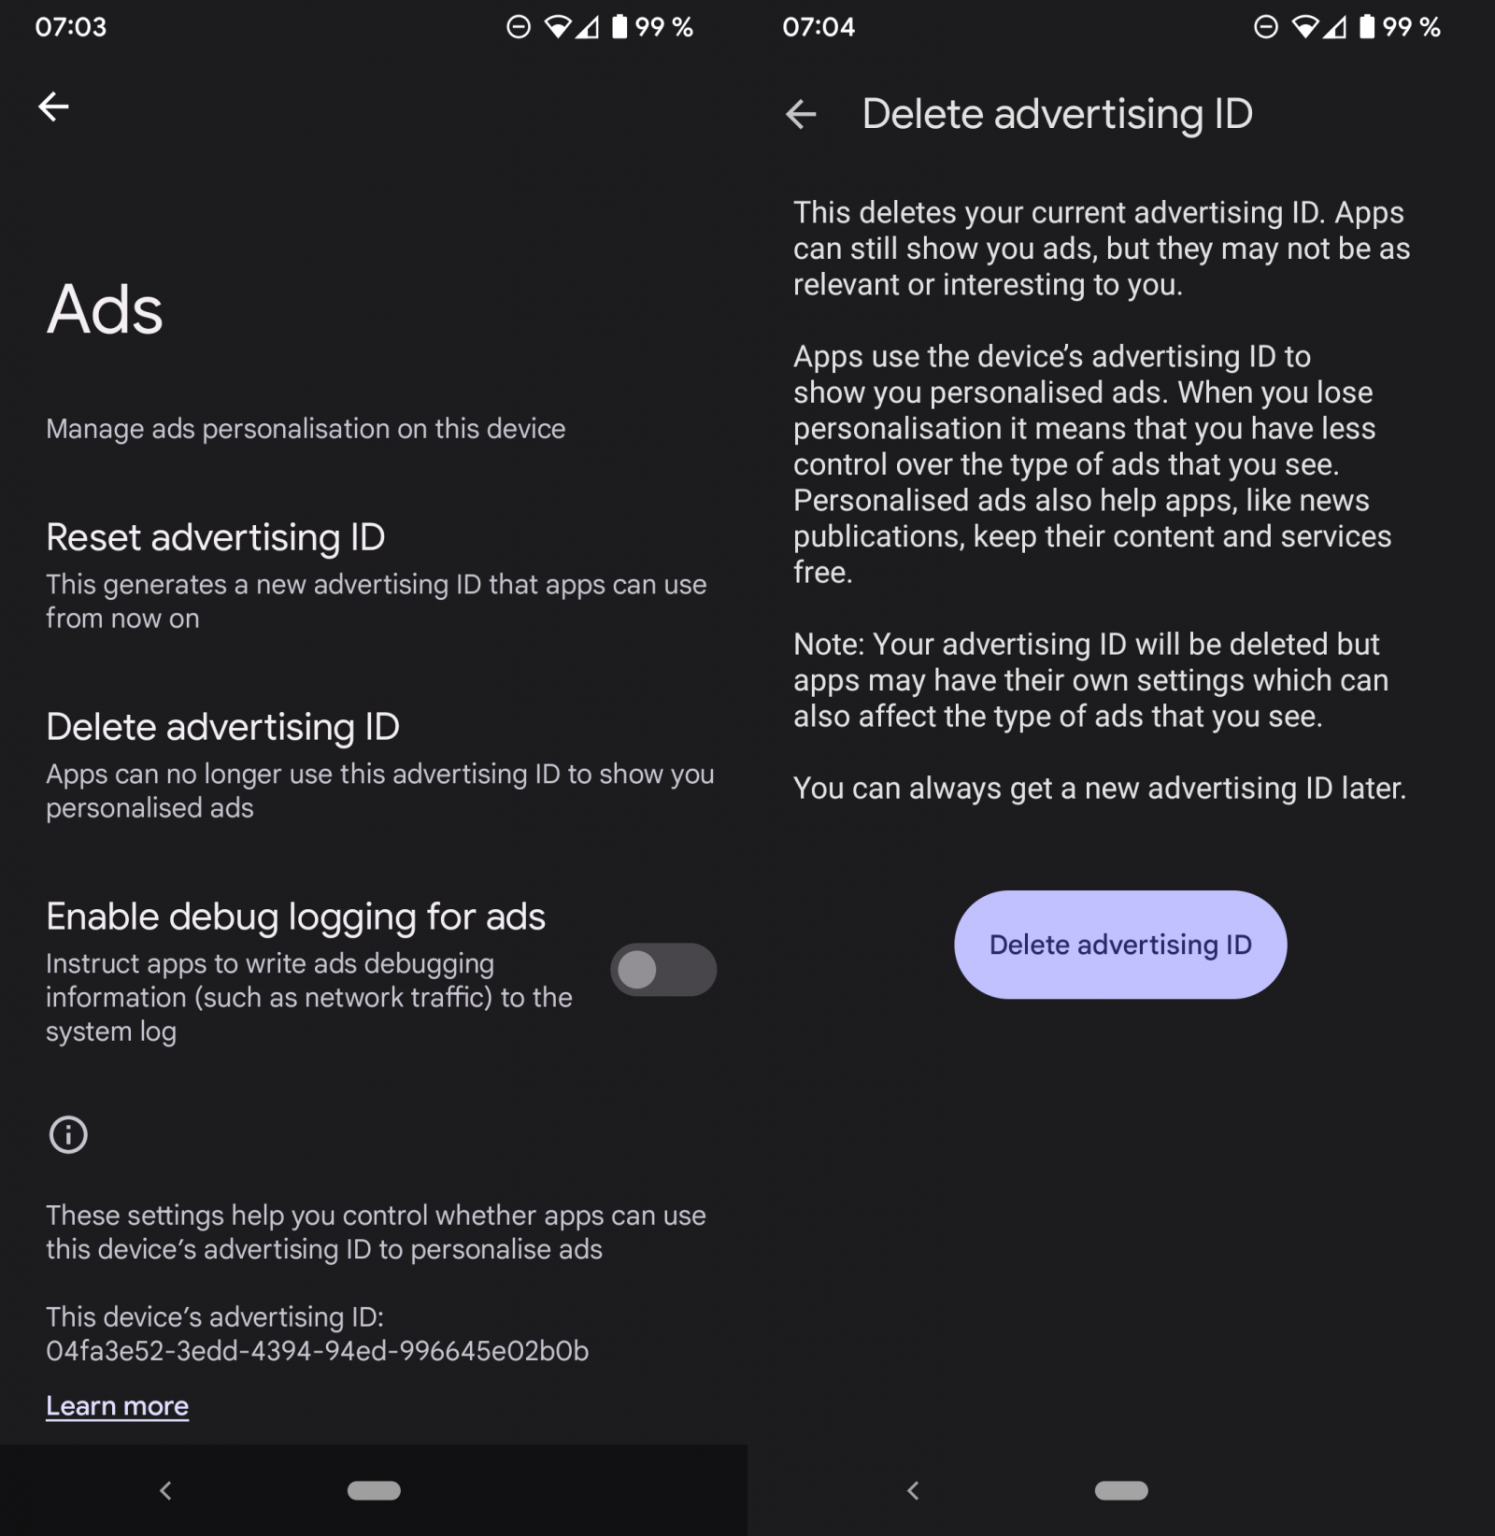 07:03
99 %
Ads
Manage ads personalisation on this device
Reset advertising ID
This generates a new advertising ID that apps can use
from now on
Delete advertising ID
Apps can no longer use this advertising ID to show you
personalised ads
Enable debug logging for ads
Instruct apps to write ads debugging
information (such as network traffic) to the
system log
These settings help you control whether apps can use
this device's advertising ID to personalise ads
This device's advertising ID:
04fa3e52-3edd-4394-94ed-996645e02b0b
Learn more
07:04
99 %
Delete advertising ID
This deletes your current advertising ID. Apps
can still show you ads, but they may not be as
relevant or interesting to you.
Apps use the device's advertising ID to
show you personalised ads. When you lose
personalisation it means that you have less
control over the type of ads that you see.
Personalised ads also help apps, like news
publications, keep their content and services
free.
Note: Your advertising ID will be deleted but
apps may have their own settings which can
also affect the type of ads that you see.
You can always get a new advertising ID later.
Delete advertising ID